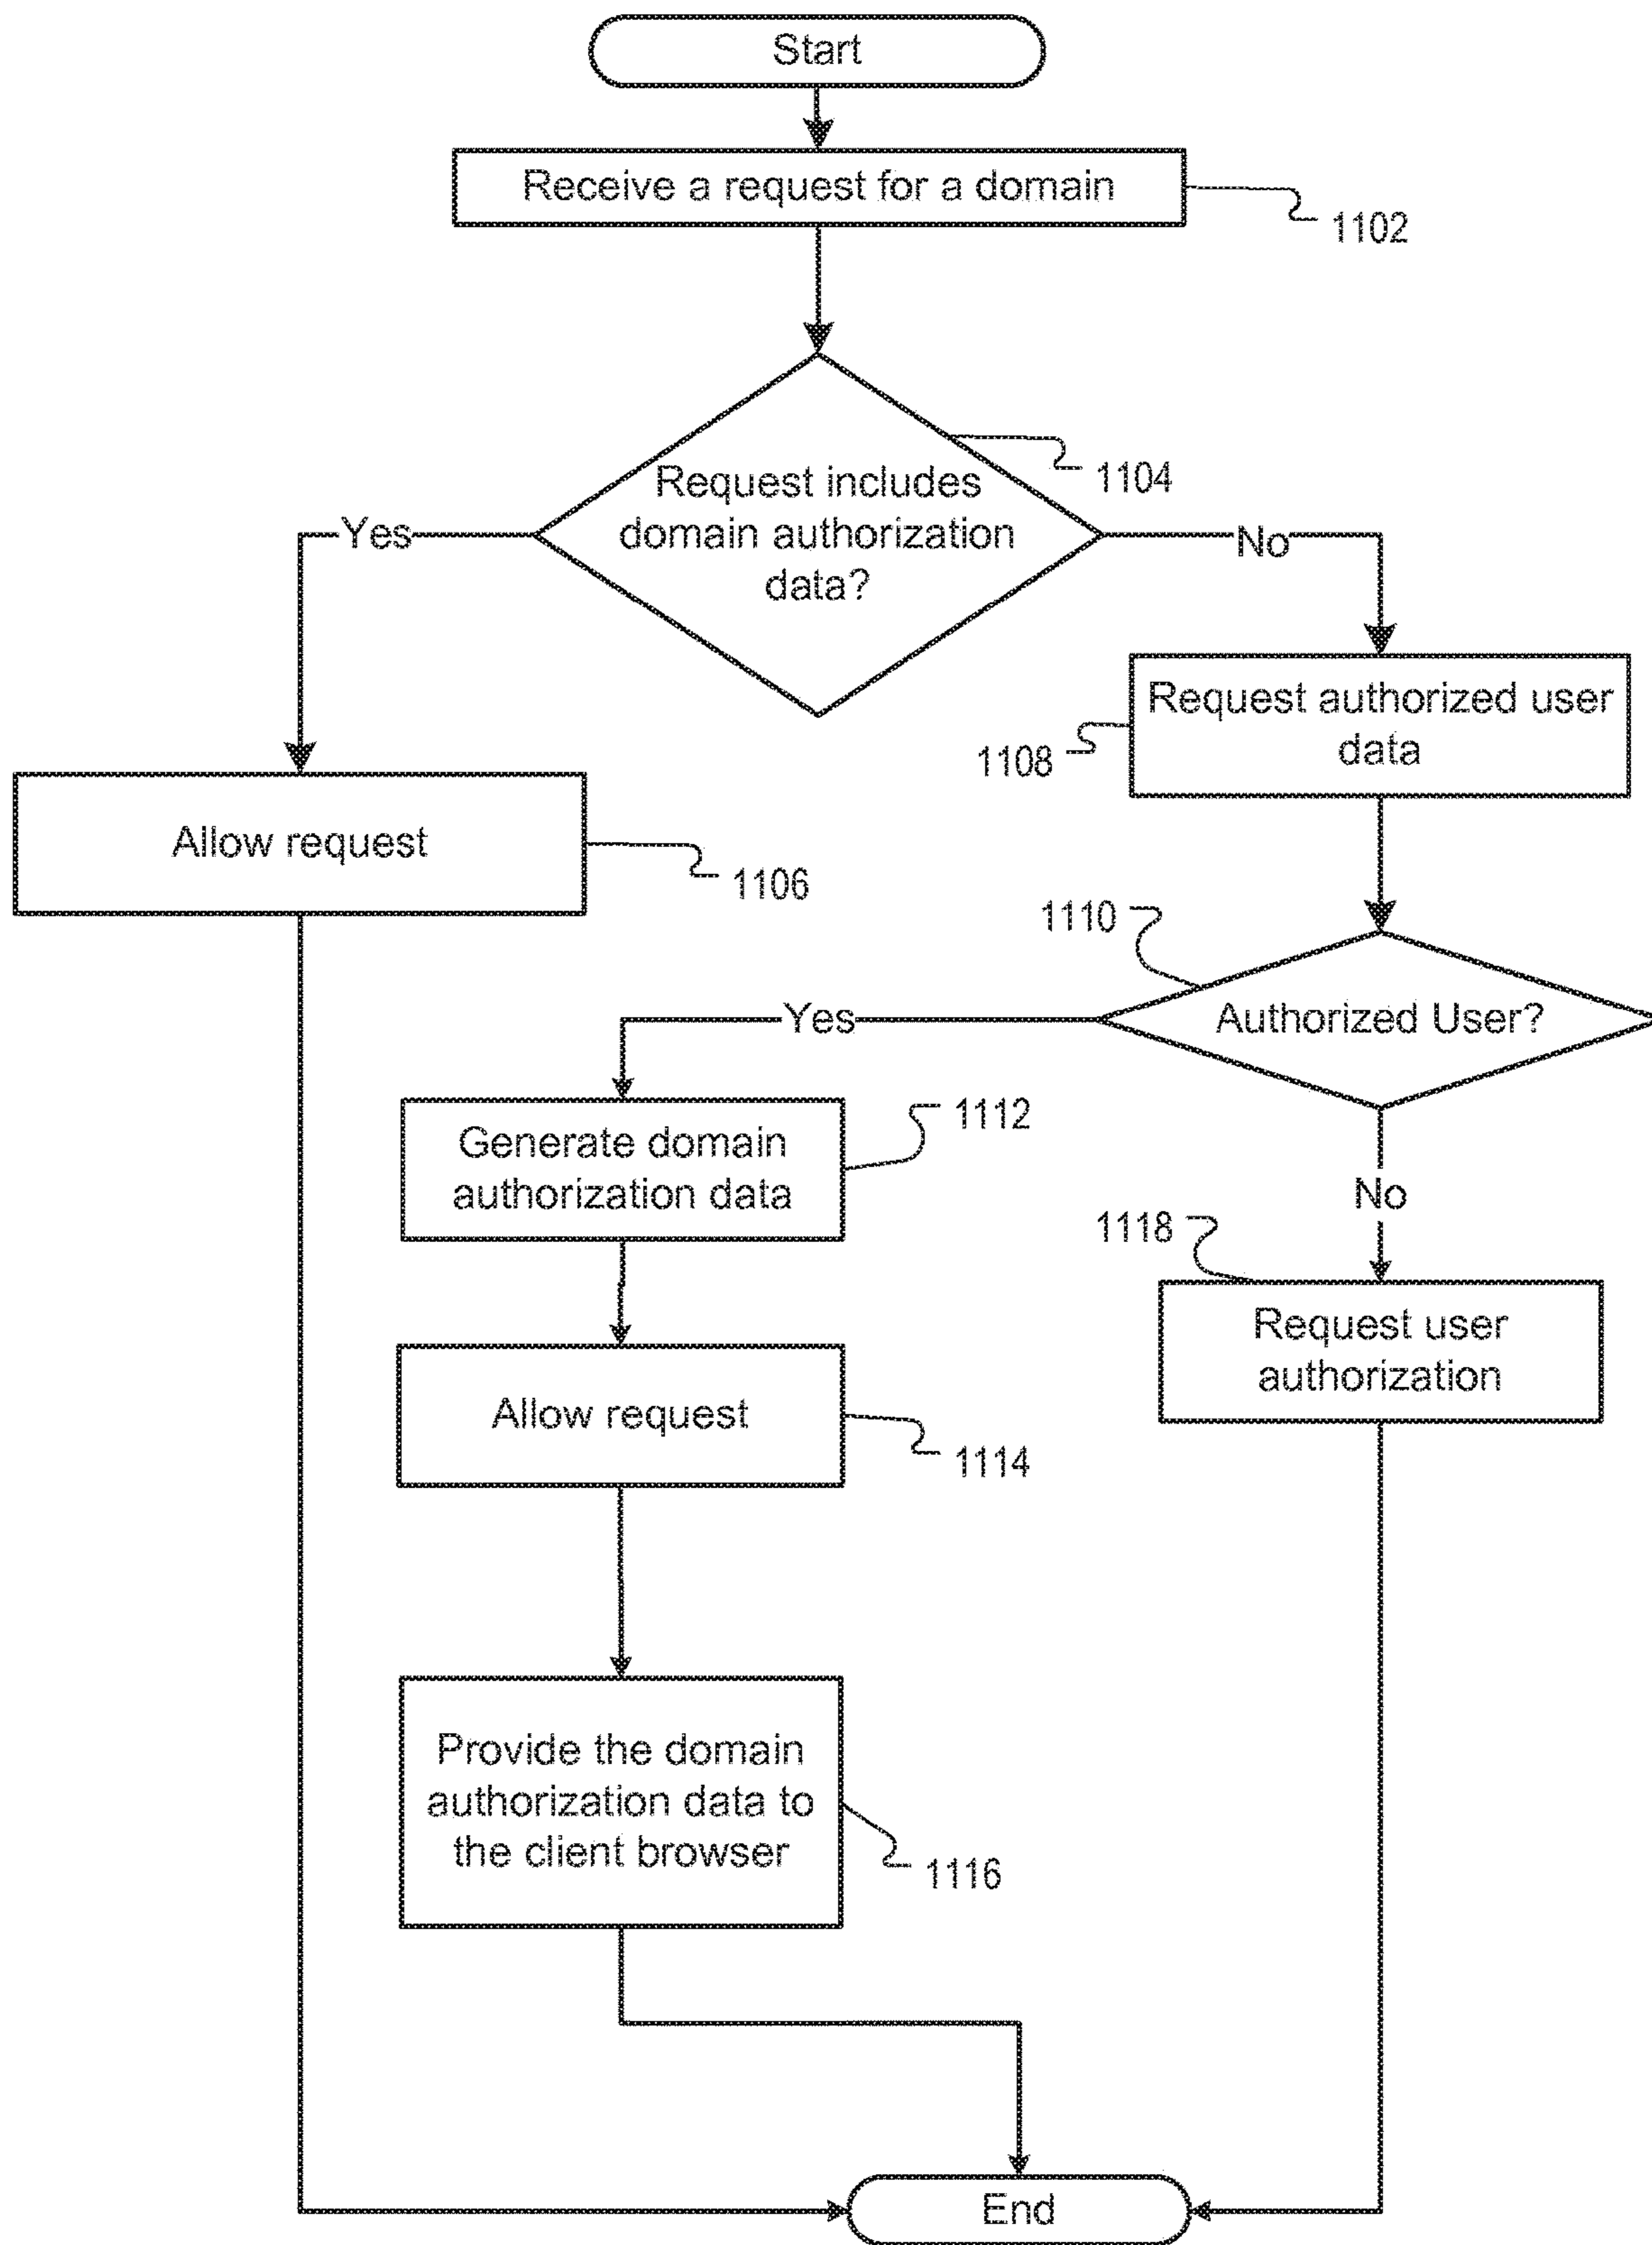 Start
Receive a request for a domain
1102
1104
Request includes
domain authorization
data?
Yes
No
Request authorized user
data
1108
Allow request
1106
1110
Authorized User?
Yes
Generate domain
authorization data
1112
No
1118
Request user
authorization
Allow request
1114
Provide the domain
authorization data to
the client browser
1116
End